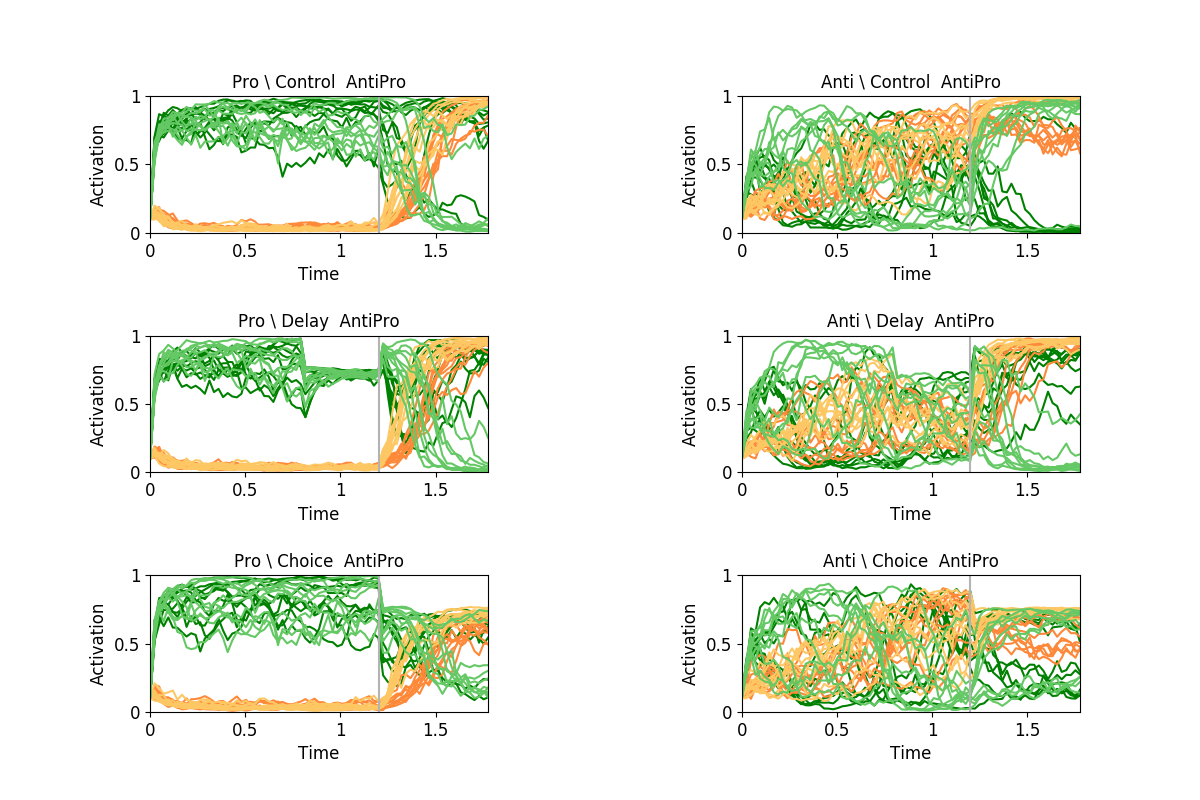 Pro \ Control  AntiPro
1
0.5
0
Activation
0 0.5 1 1.5
Time
Anti \ Control  AntiPro
1
0.5
0
Activation
0 0.5 1 1.5
Time
Pro \ Delay  AntiPro
1
0.5
0
Activation
0 0.5 1 1.5
Time
Anti \ Delay  AntiPro
1
0.5
0
Activation
0 0.5 1 1.5
Time
Pro \ Choice  AntiPro
1
0.5
0
Activation
0 0.5 1 1.5
Time
Anti \ Choice  AntiPro
1
0.5
0
Activation
0 0.5 1 1.5
Time